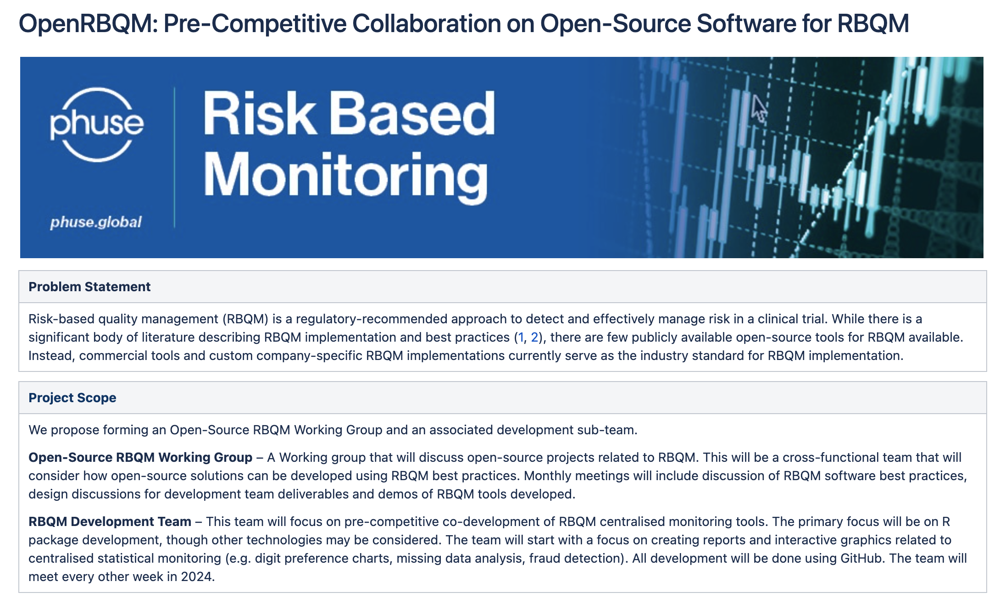 OpenRBQM: Pre-Competitive Collaboration on Open-Source Software for RBQM
phuse
phuse.global
Risk Based
Monitoring
Problem Statement
Risk-based quality management (RBQM) is a regulatory-recommended approach to detect and effectively manage risk in a clinical trial. While there is a
significant body of literature describing RBQM implementation and best practices (1, 2), there are few publicly available open-source tools for RBQM available.
Instead, commercial tools and custom company-specific RBQM implementations currently serve as the industry standard for RBQM implementation.
Project Scope
We propose forming an Open-Source RBQM Working Group and an associated development sub-team.
Open-Source RBQM Working Group – A Working group that will discuss open-source projects related to RBQM. This will be a cross-functional team that will
consider how open-source solutions can be developed using RBQM best practices. Monthly meetings will include discussion of RBQM software best practices,
design discussions for development team deliverables and demos of RBQM tools developed.
RBQM Development Team – This team will focus on pre-competitive co-development of RBQM centralised monitoring tools. The primary focus will be on R
package development, though other technologies may be considered. The team will start with a focus on creating reports and interactive graphics related to
centralised statistical monitoring (e.g. digit preference charts, missing data analysis, fraud detection). All development will be done using GitHub. The team will
meet every other week in 2024.